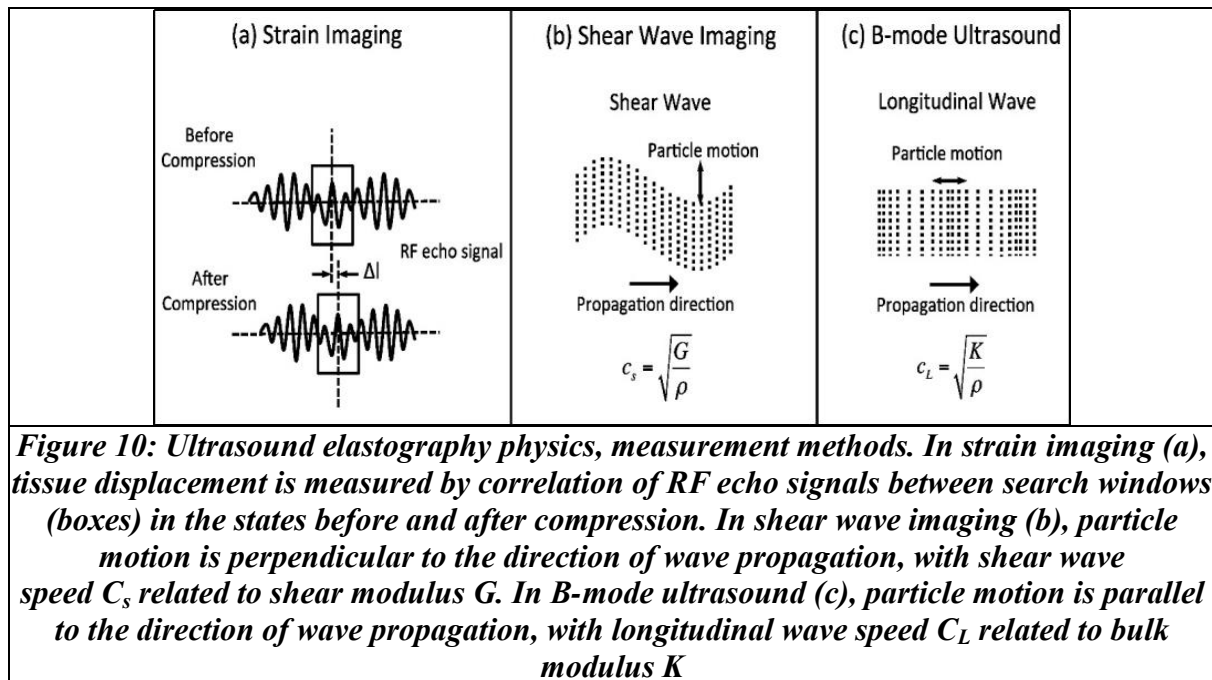 (a) Strain Imaging
Before
Compression
RF echo signal
After
Compression
Δl
(b) Shear Wave Imaging
Shear Wave
Particle motion
Propagation direction
c_s = √(G/ρ)
(c) B-mode Ultrasound
Longitudinal Wave
Particle motion
Propagation direction
c_L = √(K/ρ)
Figure 10: Ultrasound elastography physics, measurement methods. In strain imaging (a),
tissue displacement is measured by correlation of RF echo signals between search windows
(boxes) in the states before and after compression. In shear wave imaging (b), particle
motion is perpendicular to the direction of wave propagation, with shear wave
speed C_s related to shear modulus G. In B-mode ultrasound (c), particle motion is parallel
to the direction of wave propagation, with longitudinal wave speed C_L related to bulk
modulus K